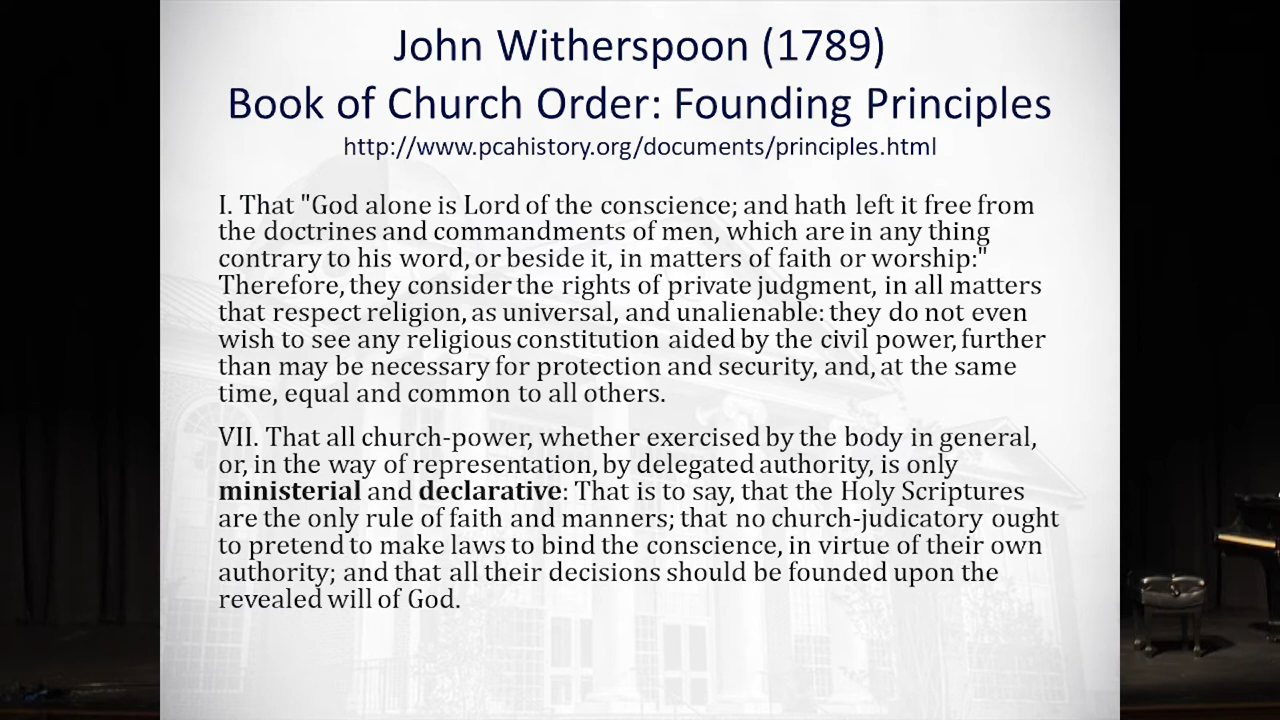 John Witherspoon (1789)
Book of Church Order: Founding Principles
http://www.pcahistory.org/documents/principles.html
I. That "God alone is Lord of the conscience; and hath left it free from
the doctrines and commandments of men, which are in any thing
contrary to his word, or beside it, in matters of faith or worship:"
Therefore, they consider the rights of private judgment, in all matters
that respect religion, as universal, and unalienable: they do not even
wish to see any religious constitution aided by the civil power, further
than may be necessary for protection and security, and, at the same
time, equal and common to all others.
VII. That all church-power, whether exercised by the body in general,
or, in the way of representation, by delegated authority, is only
ministerial and declarative: That is to say, that the Holy Scriptures
are the only rule of faith and manners; that no church-judicatory ought
to pretend to make laws to bind the conscience, in virtue of their own
authority; and that all their decisions should be founded upon the
revealed will of God.